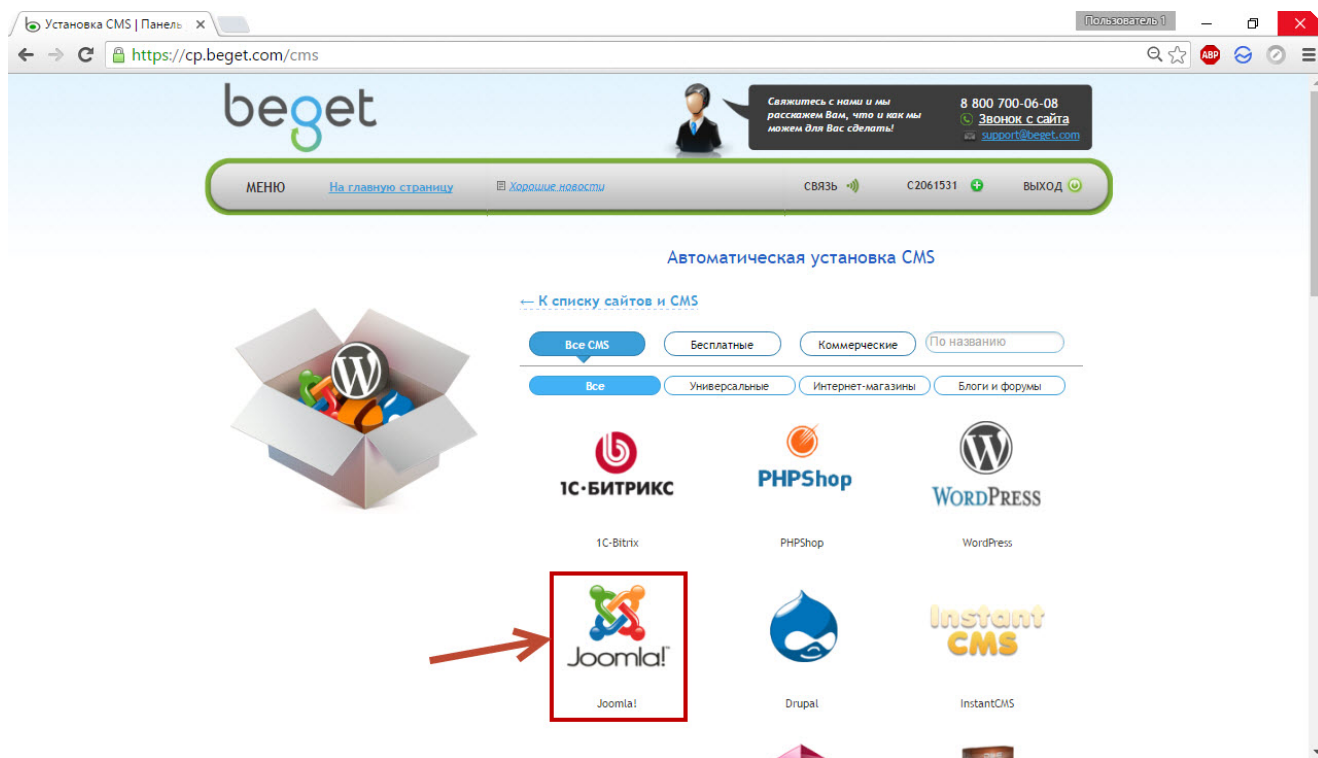 Установка CMS | Панель
Пользователь 1
https://cp.beget.com/cms
ABP
beget
Свяжитесь с нами и мы
расскажем Вам, что и как мы
можем для Вас сделать!
8 800 700-06-08
Звонок с сайта
support@beget.com
МЕНЮ
На главную страницу
Хорошие новости
СВЯЗЬ
C2061531
ВЫХОД
Автоматическая установка CMS
← К списку сайтов и CMS
Все CMS
Бесплатные
Коммерческие
По названию
Все
Универсальные
Интернет-магазины
Блоги и форумы
1С·БИТРИКС
PHPShop
WORDPRESS
1C-Bitrix
PHPShop
WordPress
Joomla!
Instant
CMS
Joomla!
Drupal
InstantCMS